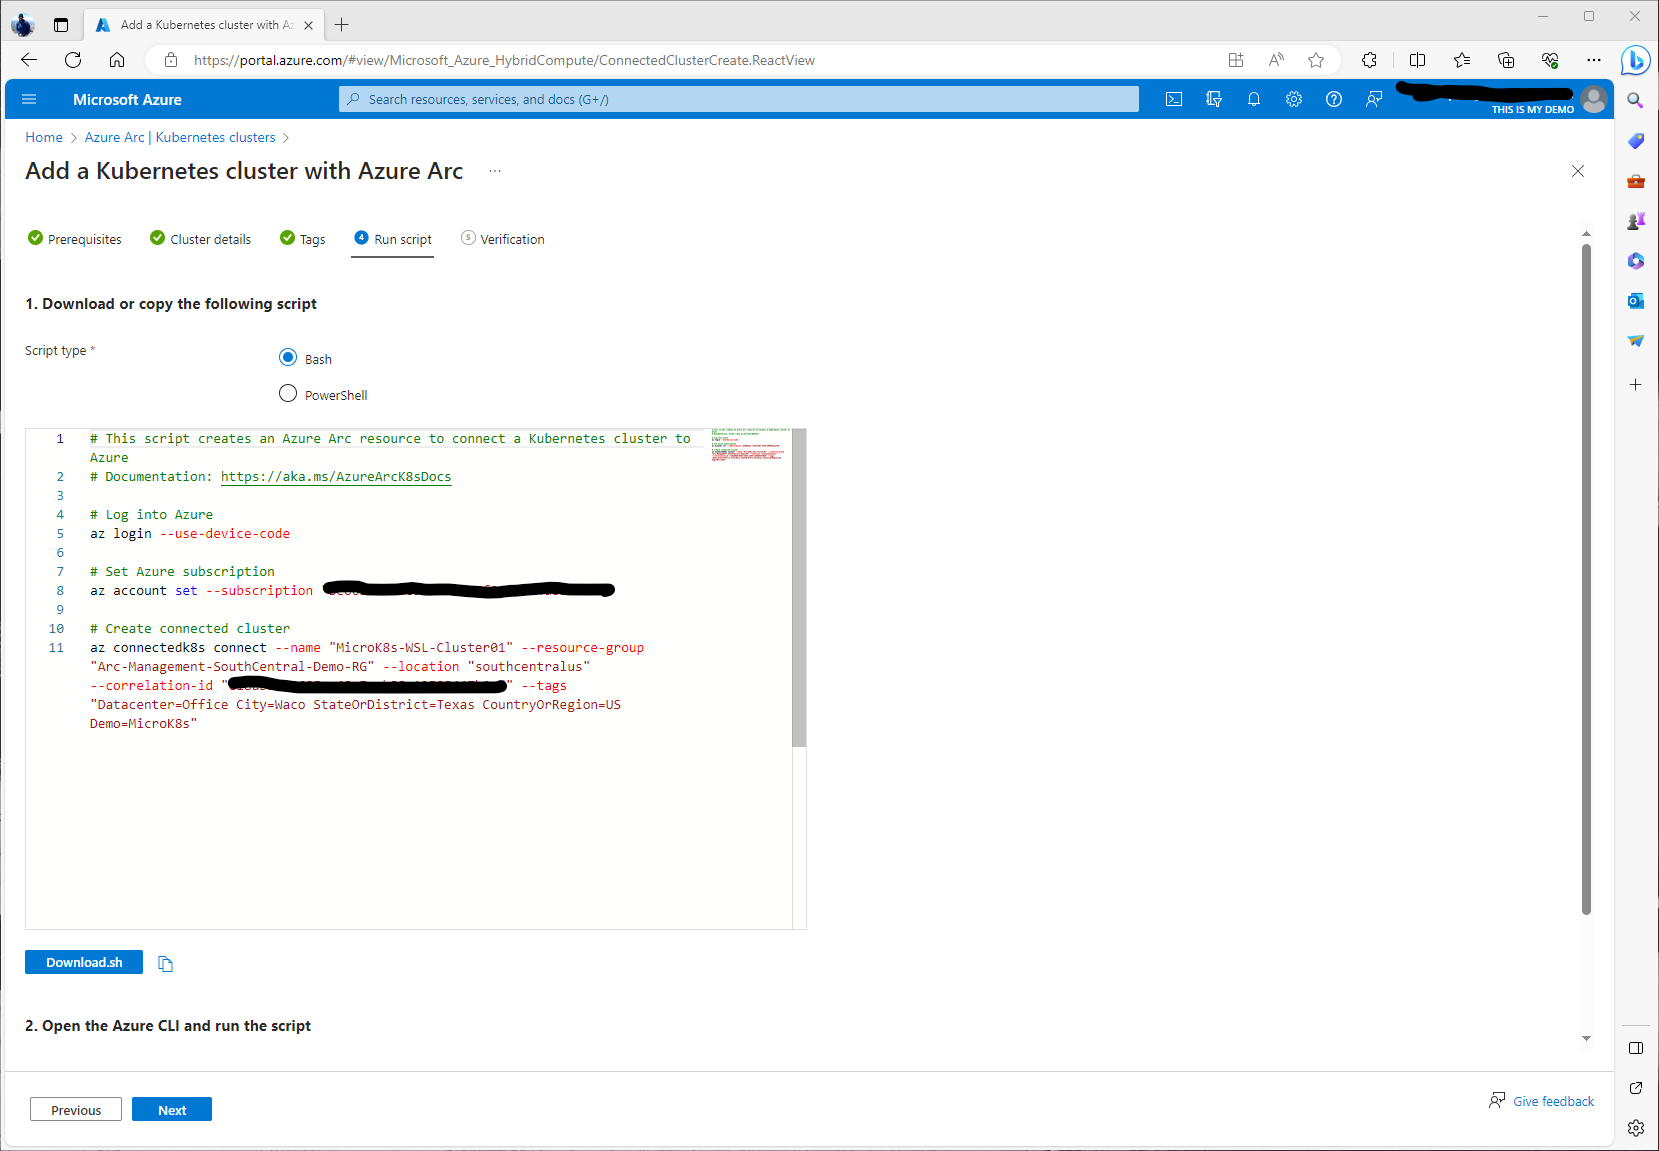 Add a Kubernetes cluster with Az
https://portal.azure.com/#view/Microsoft_Azure_HybridCompute/ConnectedClusterCreate.ReactView
Microsoft Azure
Search resources, services, and docs (G+/)
THIS IS MY DEMO
Home > Azure Arc | Kubernetes clusters >
Add a Kubernetes cluster with Azure Arc ...
Prerequisites Cluster details Tags 4 Run script 5 Verification
1. Download or copy the following script
Script type *
Bash
PowerShell
1 # This script creates an Azure Arc resource to connect a Kubernetes cluster to
Azure
2 # Documentation: https://aka.ms/AzureArcK8sDocs
3
4 # Log into Azure
5 az login --use-device-code
6
7 # Set Azure subscription
8 az account set --subscription
9
10 # Create connected cluster
11 az connectedk8s connect --name "MicroK8s-WSL-Cluster01" --resource-group
"Arc-Management-SouthCentral-Demo-RG" --location "southcentralus"
--correlation-id " " --tags
"Datacenter=Office City=Waco StateOrDistrict=Texas CountryOrRegion=US
Demo=MicroK8s"
Download.sh
2. Open the Azure CLI and run the script
Previous Next
Give feedback